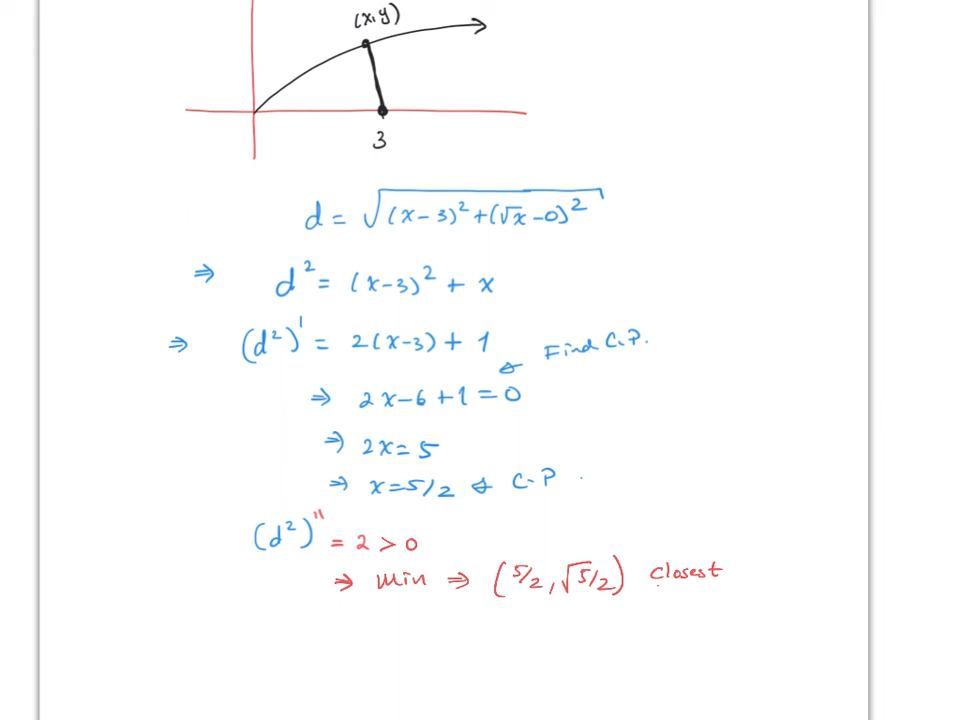 (x,y)
3
d = √((x-3)²+(√x-0)²)
⇒ d² = (x-3)² + x
⇒ (d²)' = 2(x-3) + 1 ← Find C.P.
⇒ 2x-6+1=0
⇒ 2x=5
⇒ x=5/2 ← C.P.
(d²)'' = 2 > 0
⇒ Min ⇒ (5/2, √5/2) closest